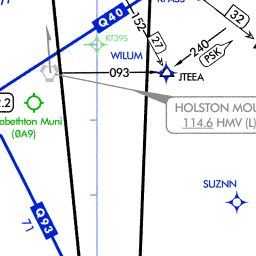 Q40
KT39S
152
27
32
240
PSK
WILUM
093
JTEEA
HOLSTON MOU
114.6 HMV (L)
2.2
abethton Muni
(0A9)
SUZNN
Q93
71